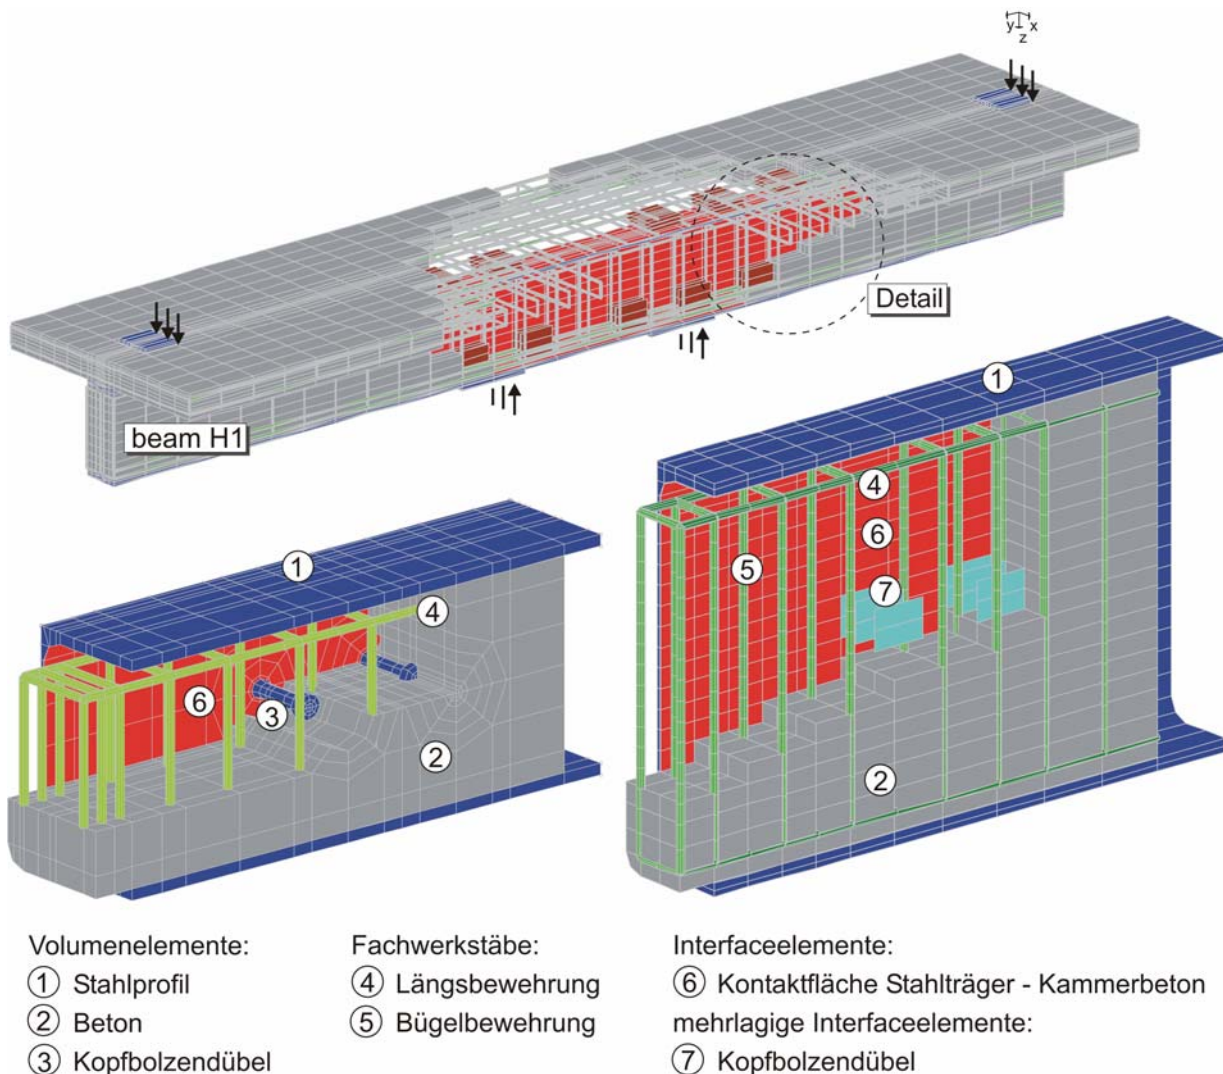 y x
z
Detail
beam H1
1
4
6
3
2
1
4
6
5
7
2
Volumenelemente:
1 Stahlprofil
2 Beton
3 Kopfbolzendübel
Fachwerkstäbe:
4 Längsbewehrung
5 Bügelbewehrung
Interfaceelemente:
6 Kontaktfläche Stahlträger - Kammerbeton
mehrlagige Interfaceelemente:
7 Kopfbolzendübel